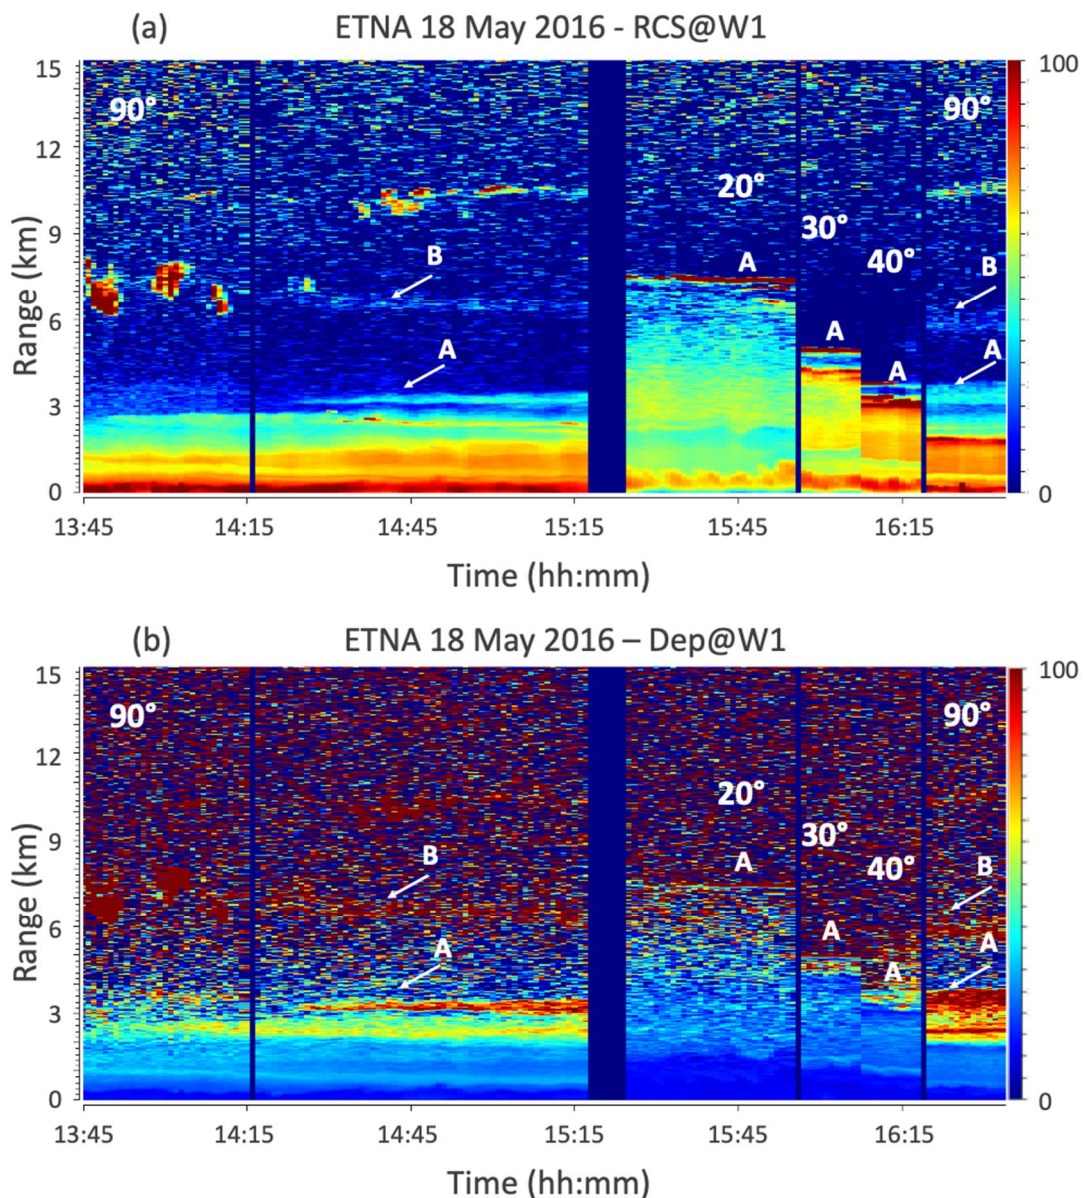 (a) ETNA 18 May 2016 - RCS@W1
15 90° 90° 100
12
20°
30°
9 B 40° B
A
6 A
A A A
3
0 0
13:45 14:15 14:45 15:15 15:45 16:15
Range (km)
Time (hh:mm)
(b) ETNA 18 May 2016 – Dep@W1
15 90° 90° 100
12
20°
30°
9 B A 40° B
6 A A A
A
3
0 0
13:45 14:15 14:45 15:15 15:45 16:15
Range (km)
Time (hh:mm)